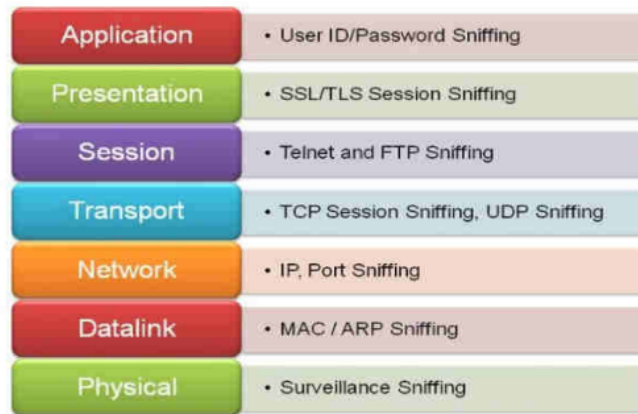 Application • User ID/Password Sniffing
Presentation • SSL/TLS Session Sniffing
Session • Telnet and FTP Sniffing
Transport • TCP Session Sniffing, UDP Sniffing
Network • IP, Port Sniffing
Datalink • MAC / ARP Sniffing
Physical • Surveillance Sniffing